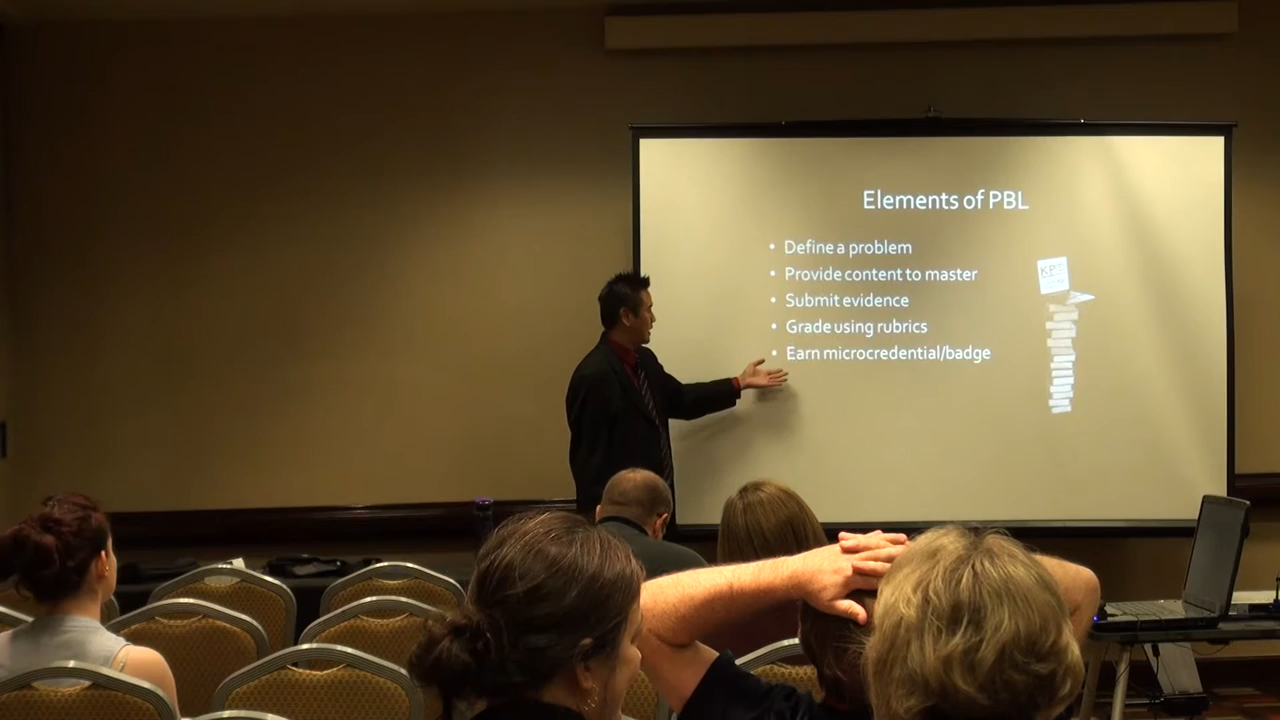 Elements of PBL
• Define a problem
• Provide content to master
• Submit evidence
• Grade using rubrics
• Earn microcredential/badge